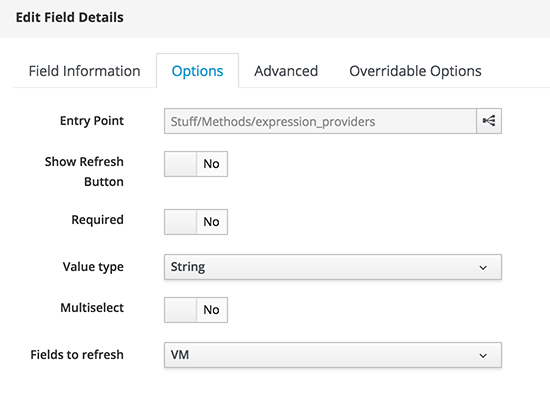 Edit Field Details
Field Information Options Advanced Overridable Options
Entry Point Stuff/Methods/expression_providers
Show Refresh
Button No
Required No
Value type String
Multiselect No
Fields to refresh VM